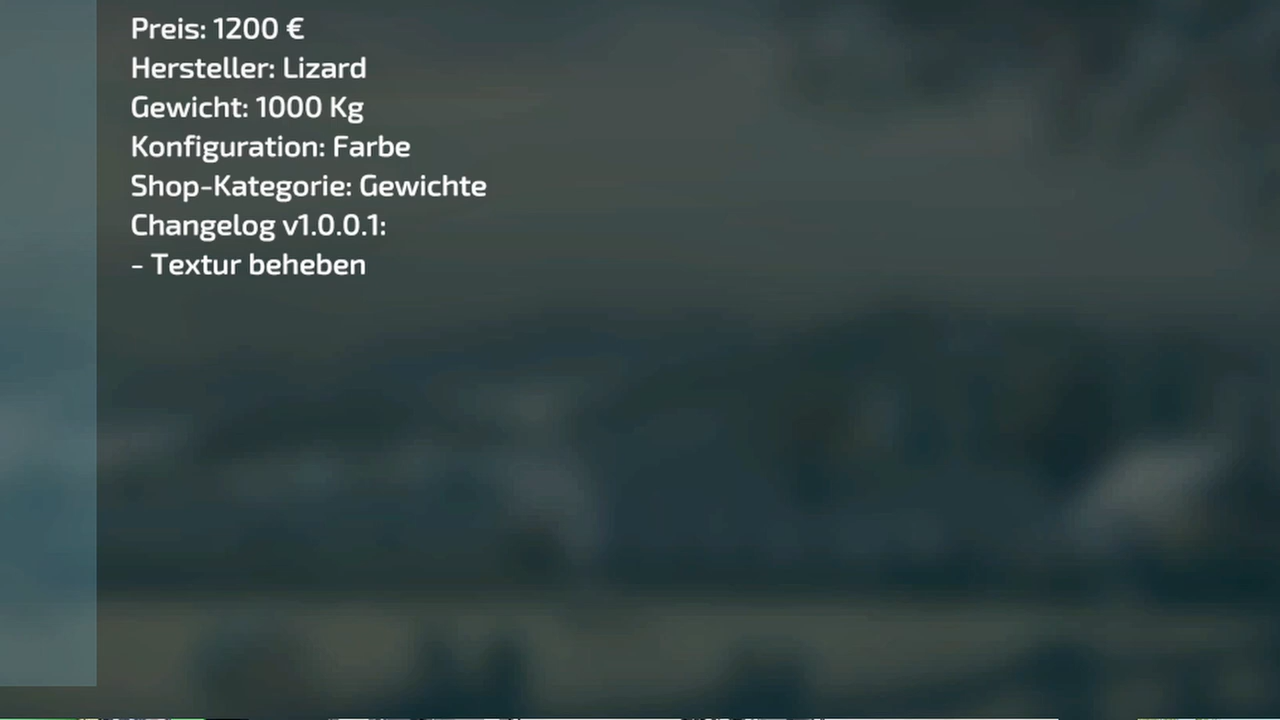 Preis: 1200 €
Hersteller: Lizard
Gewicht: 1000 Kg
Konfiguration: Farbe
Shop-Kategorie: Gewichte
Changelog v1.0.0.1:
- Textur beheben